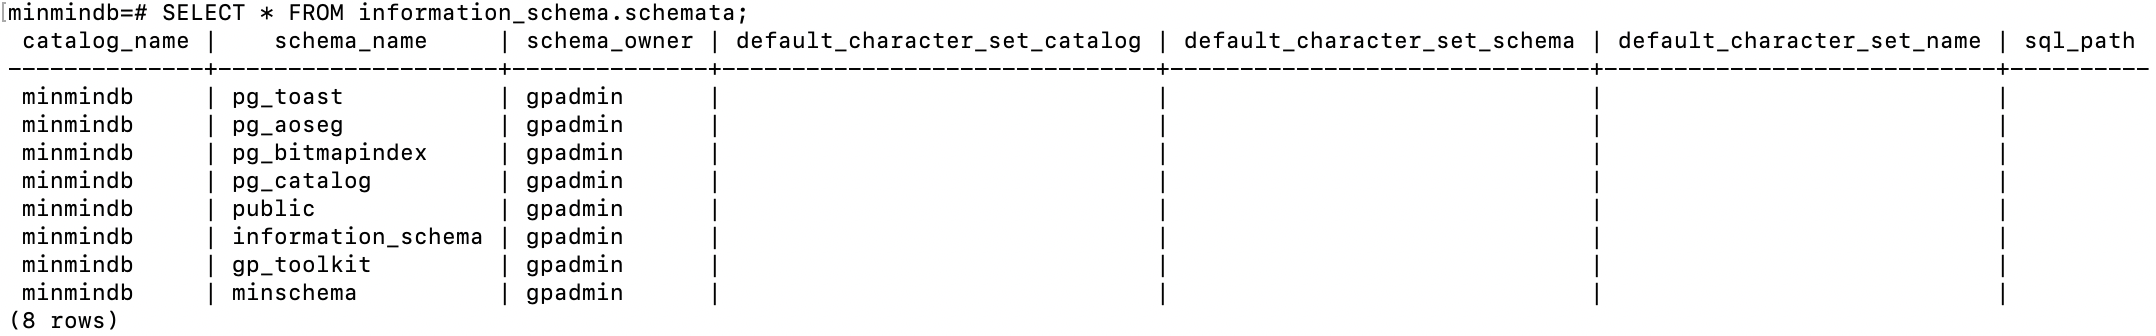 minmindb=# SELECT * FROM information_schema.schemata;
 catalog_name |    schema_name     | schema_owner | default_character_set_catalog | default_character_set_schema | default_character_set_name | sql_path
--------------+--------------------+--------------+-------------------------------+------------------------------+----------------------------+----------
 minmindb     | pg_toast           | gpadmin      |                               |                              |                            |
 minmindb     | pg_aoseg           | gpadmin      |                               |                              |                            |
 minmindb     | pg_bitmapindex     | gpadmin      |                               |                              |                            |
 minmindb     | pg_catalog         | gpadmin      |                               |                              |                            |
 minmindb     | public             | gpadmin      |                               |                              |                            |
 minmindb     | information_schema | gpadmin      |                               |                              |                            |
 minmindb     | gp_toolkit         | gpadmin      |                               |                              |                            |
 minmindb     | minschema          | gpadmin      |                               |                              |                            |
(8 rows)